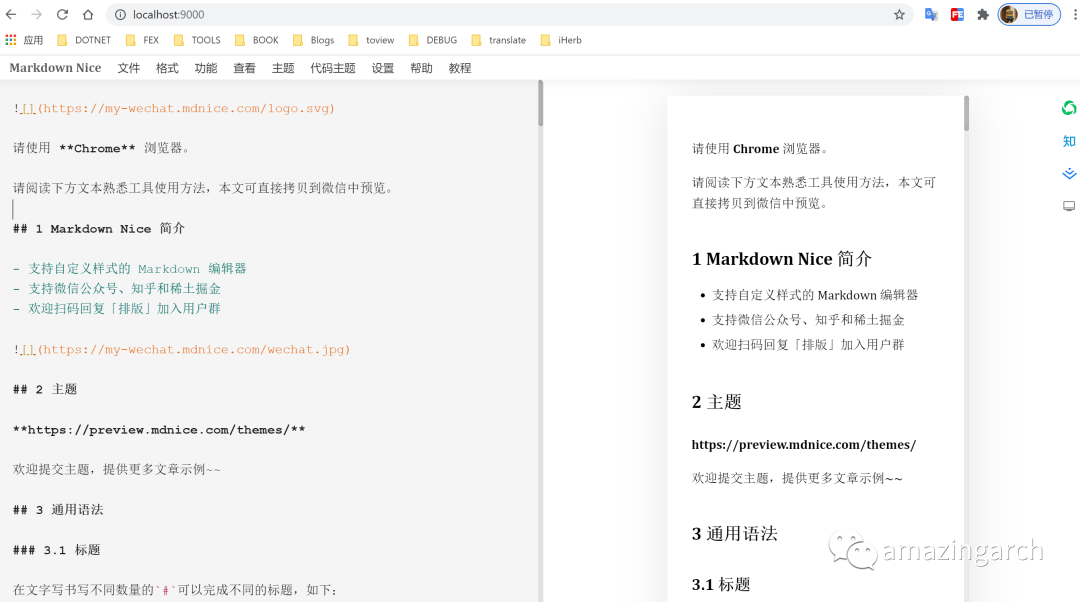 localhost:9000
已暂停
应用 DOTNET FEX TOOLS BOOK Blogs toview DEBUG translate iHerb
Markdown Nice 文件 格式 功能 查看 主题 代码主题 设置 帮助 教程
![](https://my-wechat.mdnice.com/logo.svg)
请使用 **Chrome** 浏览器。
请阅读下方文本熟悉工具使用方法，本文可直接拷贝到微信中预览。
## 1 Markdown Nice 简介
- 支持自定义样式的 Markdown 编辑器
- 支持微信公众号、知乎和稀土掘金
- 欢迎扫码回复「排版」加入用户群
![](https://my-wechat.mdnice.com/wechat.jpg)
## 2 主题
**https://preview.mdnice.com/themes/**
欢迎提交主题，提供更多文章示例~~
## 3 通用语法
### 3.1 标题
在文字写书写不同数量的`#`可以完成不同的标题，如下：
请使用 Chrome 浏览器。
请阅读下方文本熟悉工具使用方法，本文可
直接拷贝到微信中预览。
1 Markdown Nice 简介
• 支持自定义样式的 Markdown 编辑器
• 支持微信公众号、知乎和稀土掘金
• 欢迎扫码回复「排版」加入用户群
2 主题
https://preview.mdnice.com/themes/
欢迎提交主题，提供更多文章示例~~
3 通用语法
3.1 标题
知
amazingarch